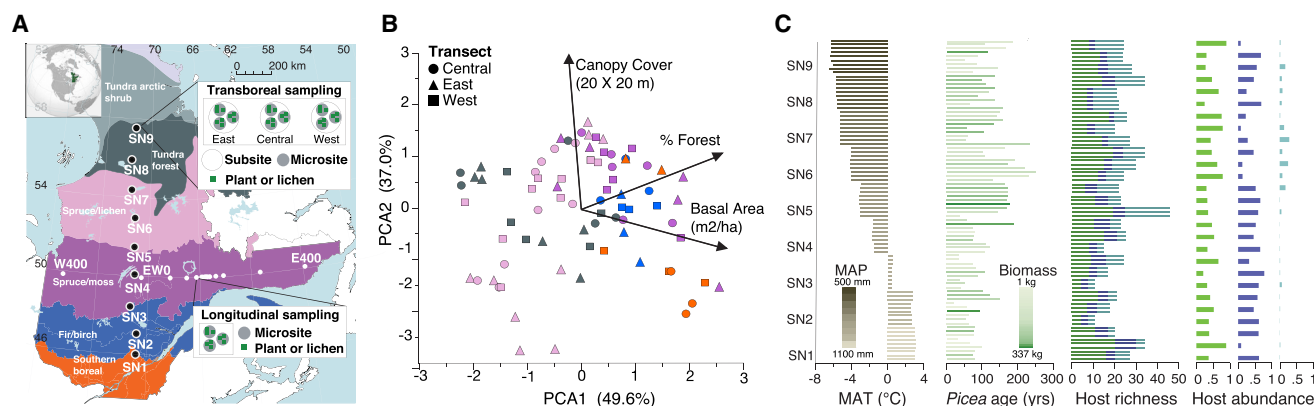 A
74 70 66 62 58 54 50
0 200 km
58
54
50
46
Tundra arctic
shrub
Transboreal sampling
East Central West
Subsite Microsite
Plant or lichen
SN9
Tundra
forest
SN8
SN7
Spruce/lichen
SN6
SN5
W400 EW0 E400
Spruce/moss
SN4
SN3
Fir/birch
SN2
Southern
boreal
SN1
Longitudinal sampling
Microsite
Plant or lichen
B
Transect
Central
East
West
Canopy Cover
(20 X 20 m)
% Forest
Basal Area
(m2/ha)
PCA2 (37.0%)
3
2
1
0
-1
-2
-3
-3 -2 -1 0 1 2 3
PCA1 (49.6%)
C
SN9
SN8
SN7
SN6
SN5
SN4
SN3
SN2
SN1
MAP
500 mm
1100 mm
Biomass
1 kg
337 kg
-8 -4 0 4
MAT (°C)
0 100 200 300
Picea age (yrs)
0 10 20 30 40 50
Host richness
0 .5 1 0 .5 1 0 .5 1
Host abundance